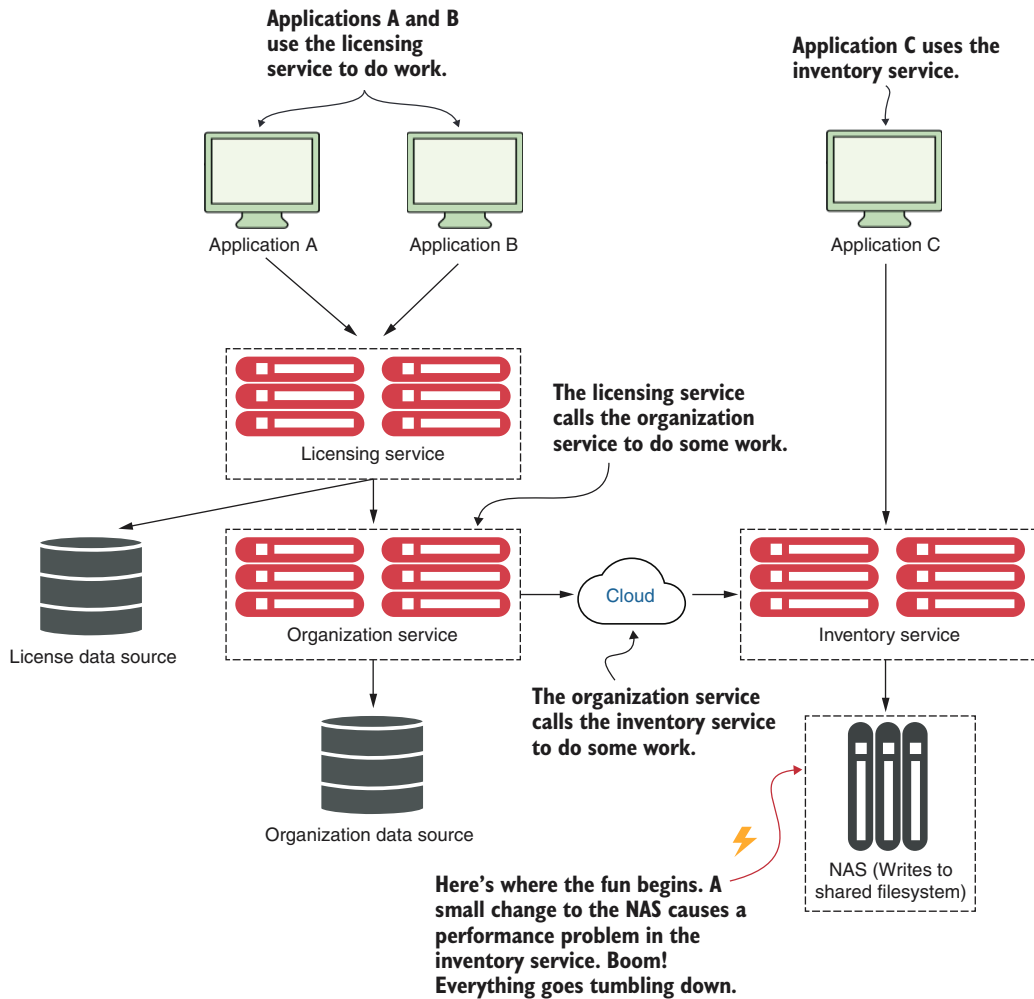 Applications A and B
use the licensing
service to do work.
Application C uses the
inventory service.
Application A
Application B
Application C
Licensing service
The licensing service
calls the organization
service to do some work.
License data source
Organization service
Cloud
Inventory service
The organization service
calls the inventory service
to do some work.
Organization data source
NAS (Writes to
shared filesystem)
Here’s where the fun begins. A
small change to the NAS causes a
performance problem in the
inventory service. Boom!
Everything goes tumbling down.